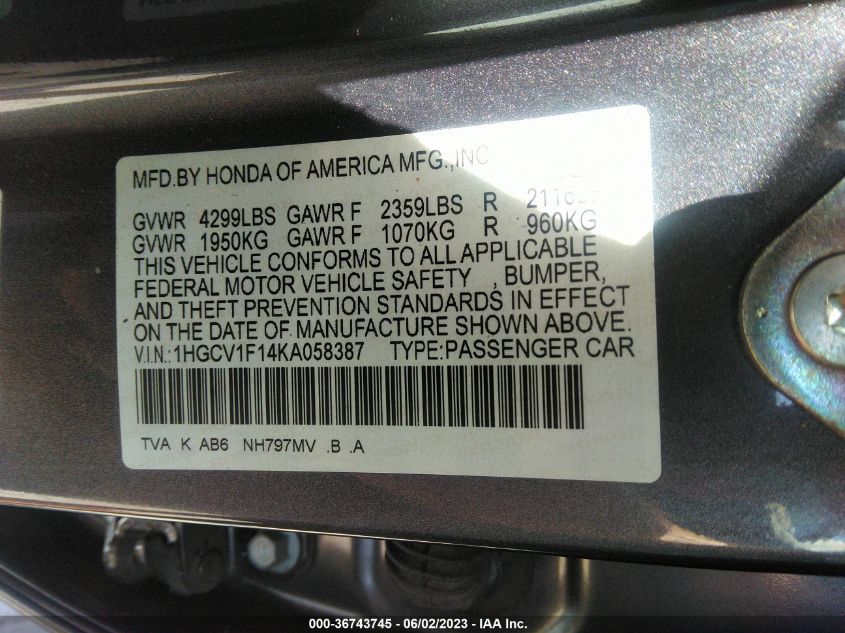 MFD.BY HONDA OF AMERICA MFG.,INC
GVWR 4299LBS GAWR F 2359LBS R
GVWR 1950KG GAWR F 1070KG R 960KG
THIS VEHICLE CONFORMS TO ALL APPLICABLE
FEDERAL MOTOR VEHICLE SAFETY , BUMPER,
AND THEFT PREVENTION STANDARDS IN EFFECT
ON THE DATE OF MANUFACTURE SHOWN ABOVE.
V.I.N.:1HGCV1F14KA058387 TYPE:PASSENGER CAR
TVA K AB6 NH797MV .B .A
000-36743745 - 06/02/2023 - IAA Inc.